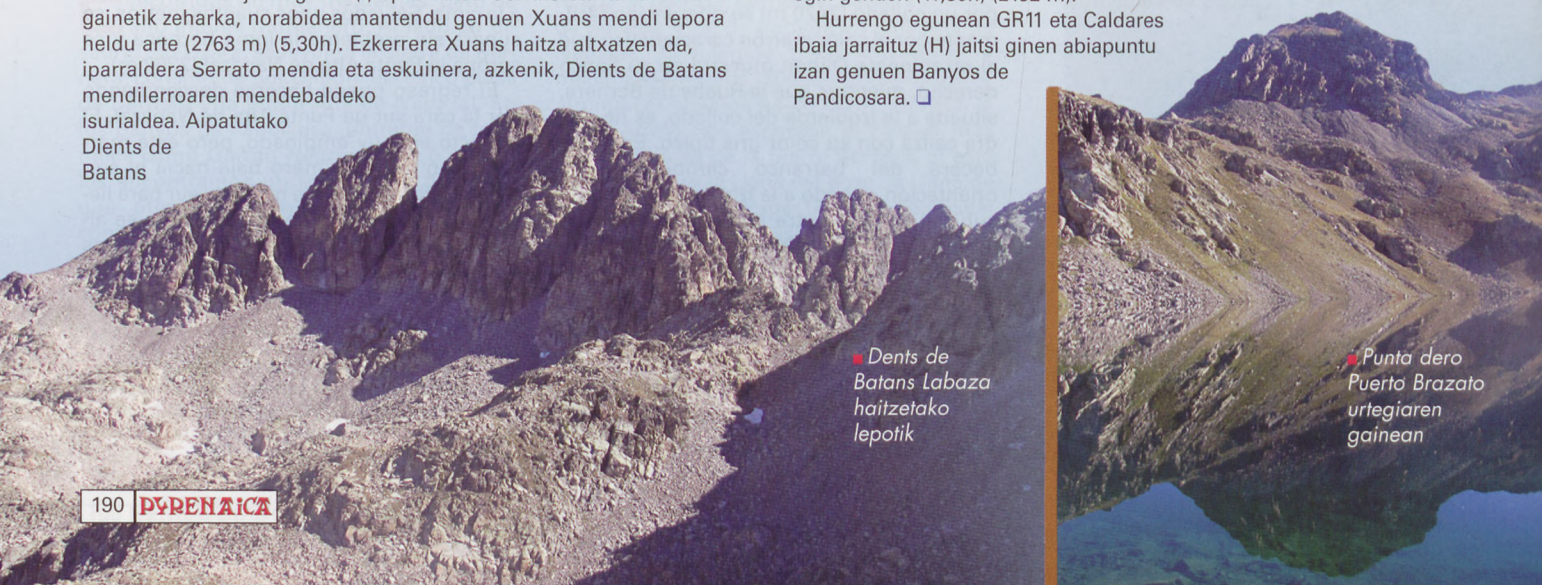 gainetik zeharka, norabidea mantendu genuen Xuans mendi lepora
heldu arte (2763 m) (5,30h). Ezkerrera Xuans haitza altxatzen da,
iparraldera Serrato mendia eta eskuinera, azkenik, Dients de Batans
mendilerroaren mendebaldeko
isurialdea. Aipatutako
Dients de
Batans
Hurrengo egunean GR11 eta Caldares
ibaia jarraituz (H) jaitsi ginen abiapuntu
izan genuen Banyos de
Pandicosara.
Dents de
Batans Labaza
haitzetako
lepotik
Punta dero
Puerto Brazato
urtegiaren
gainean
190 PYRENAiCA